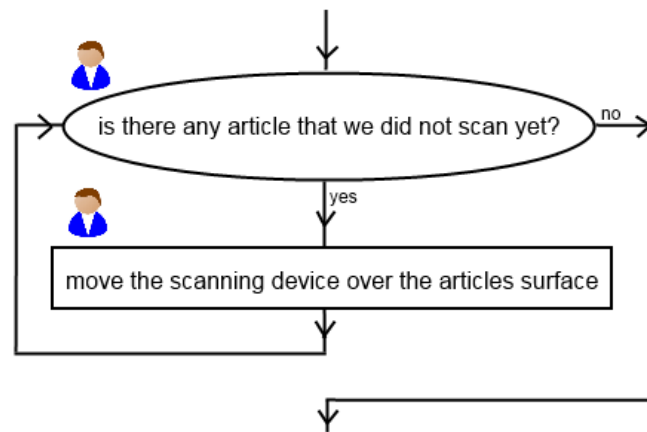 is there any article that we did not scan yet?
no
yes
move the scanning device over the articles surface